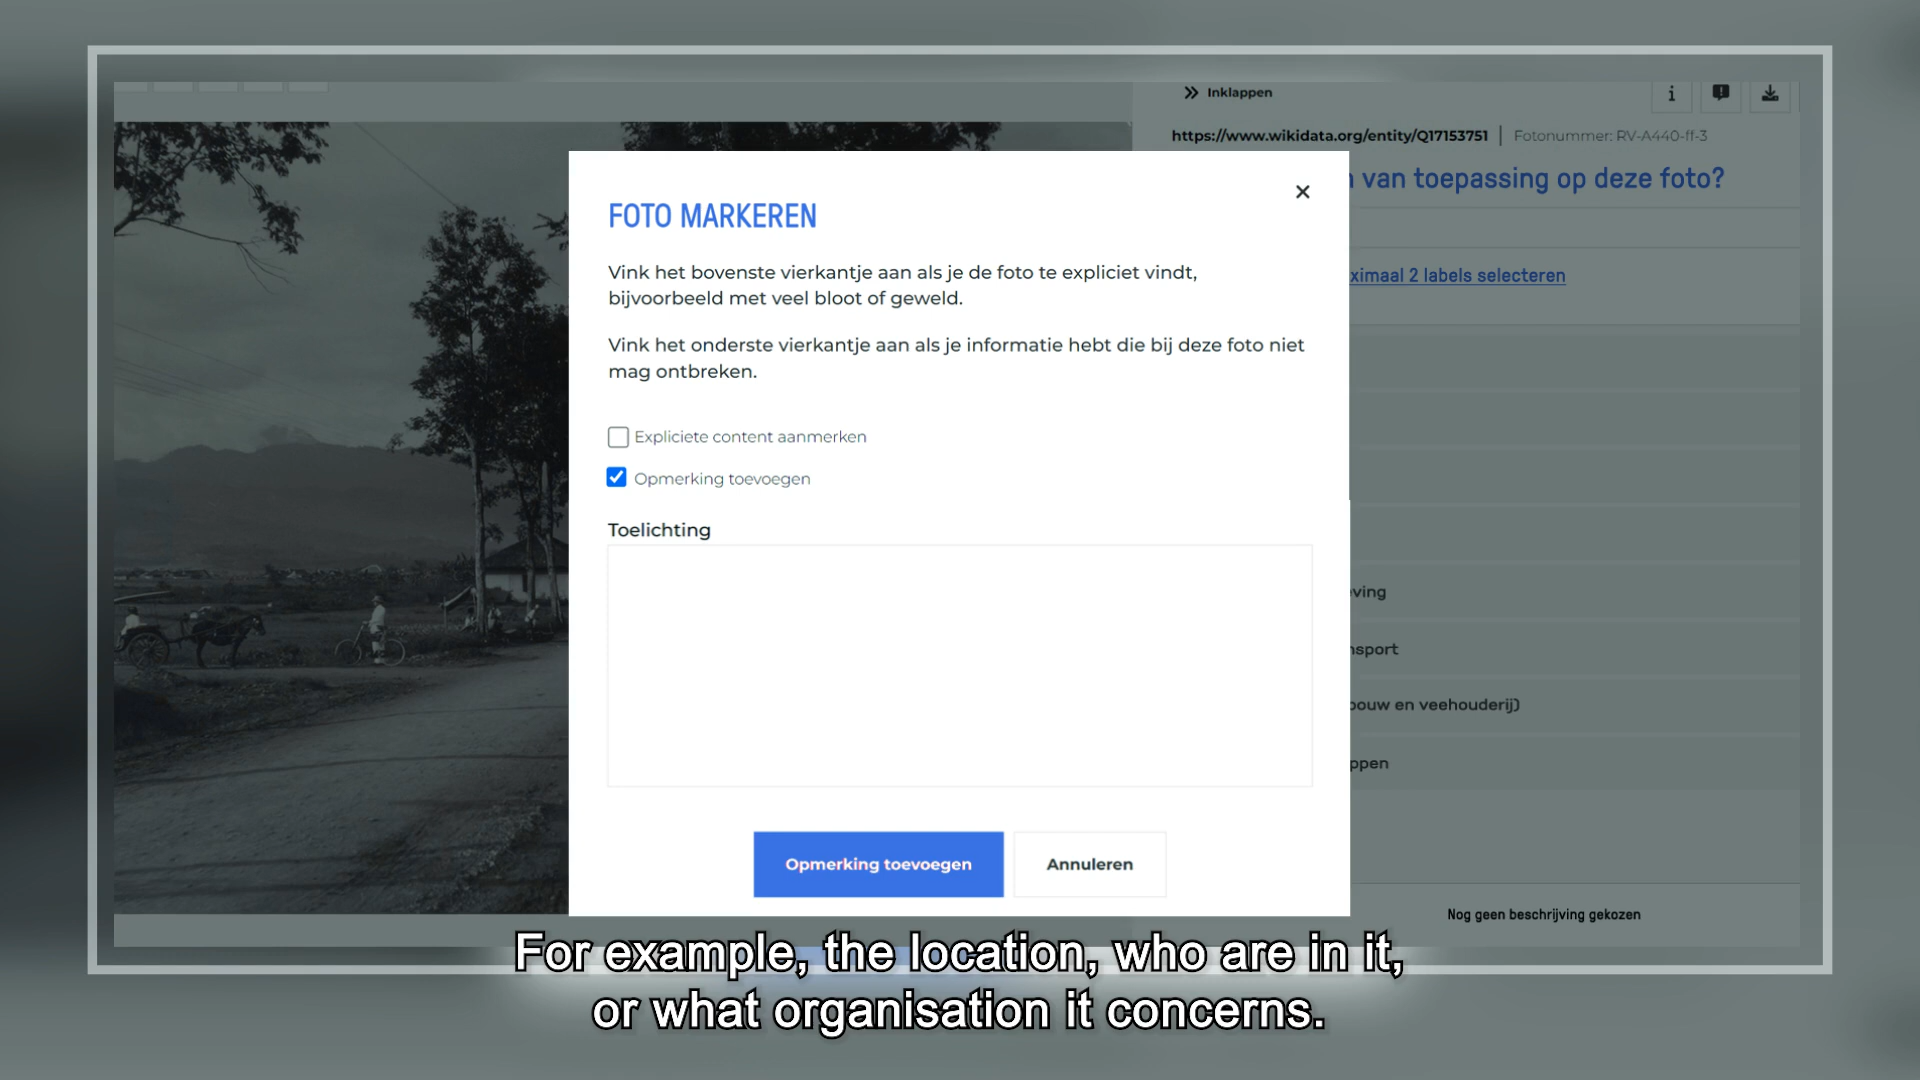 Inklappen
https://www.wikidata.org/entity/Q17153751 | Fotonummer: RV-A440-ff-3
van toepassing op deze foto?
FOTO MARKEREN
Vink het bovenste vierkantje aan als je de foto te expliciet vindt,
bijvoorbeeld met veel bloot of geweld.
ximaal 2 labels selecteren
Vink het onderste vierkantje aan als je informatie hebt die bij deze foto niet
mag ontbreken.
Expliciete content aanmerken
Opmerking toevoegen
Toelichting
ving
nsport
bouw en veehouderij)
ppen
Opmerking toevoegen
Annuleren
Nog geen beschrijving gekozen
For example, the location, who are in it,
or what organisation it concerns.